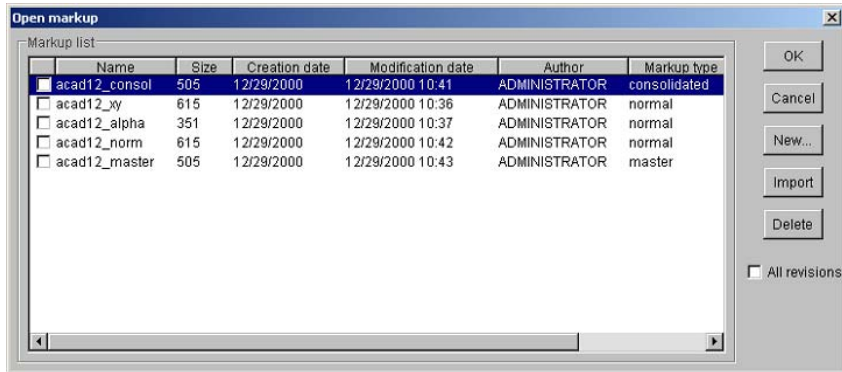 Open markup
Markup list
Name Size Creation date Modification date Author Markup type
acad12_consol 505 12/29/2000 12/29/2000 10:41 ADMINISTRATOR consolidated
acad12_xy 615 12/29/2000 12/29/2000 10:36 ADMINISTRATOR normal
acad12_alpha 351 12/29/2000 12/29/2000 10:37 ADMINISTRATOR normal
acad12_norm 615 12/29/2000 12/29/2000 10:42 ADMINISTRATOR normal
acad12_master 505 12/29/2000 12/29/2000 10:43 ADMINISTRATOR master
OK
Cancel
New...
Import
Delete
All revisions